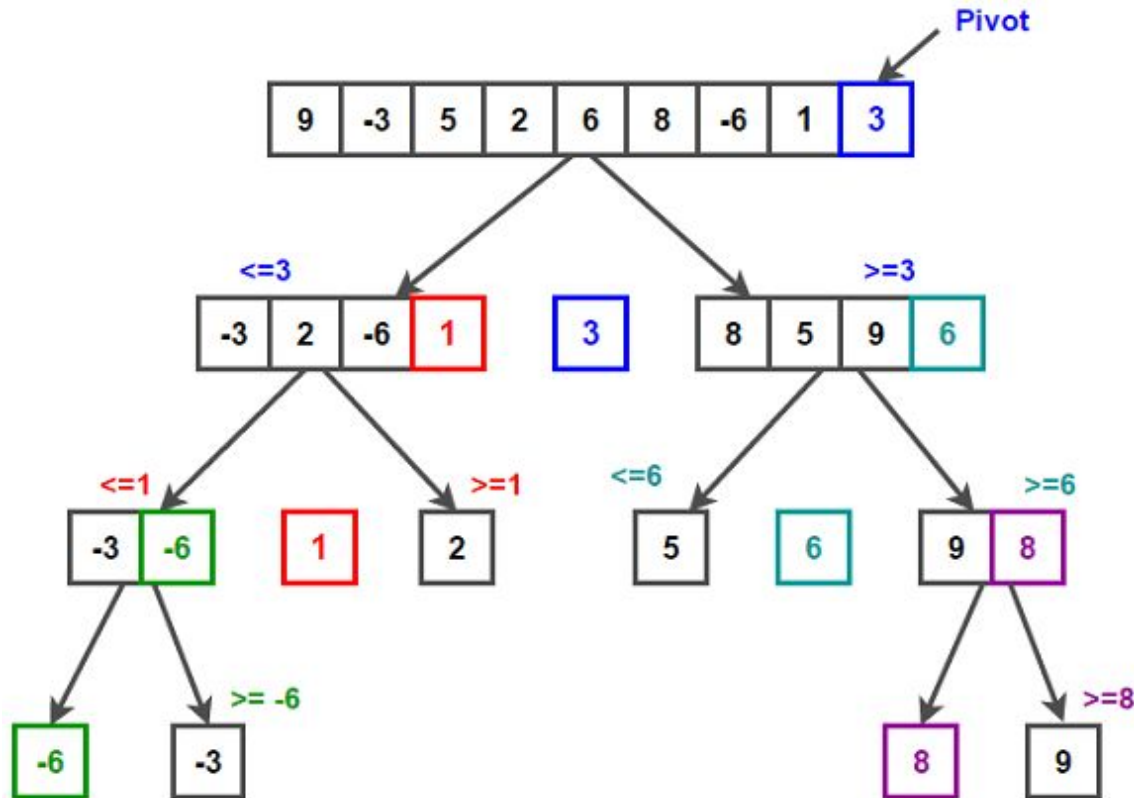 Pivot
9 -3 5 2 6 8 -6 1 3
<=3 >=3
-3 2 -6 1 3 8 5 9 6
<=1 >=1 <=6 >=6
-3 -6 1 2 5 6 9 8
>= -6 >=8
-6 -3 8 9